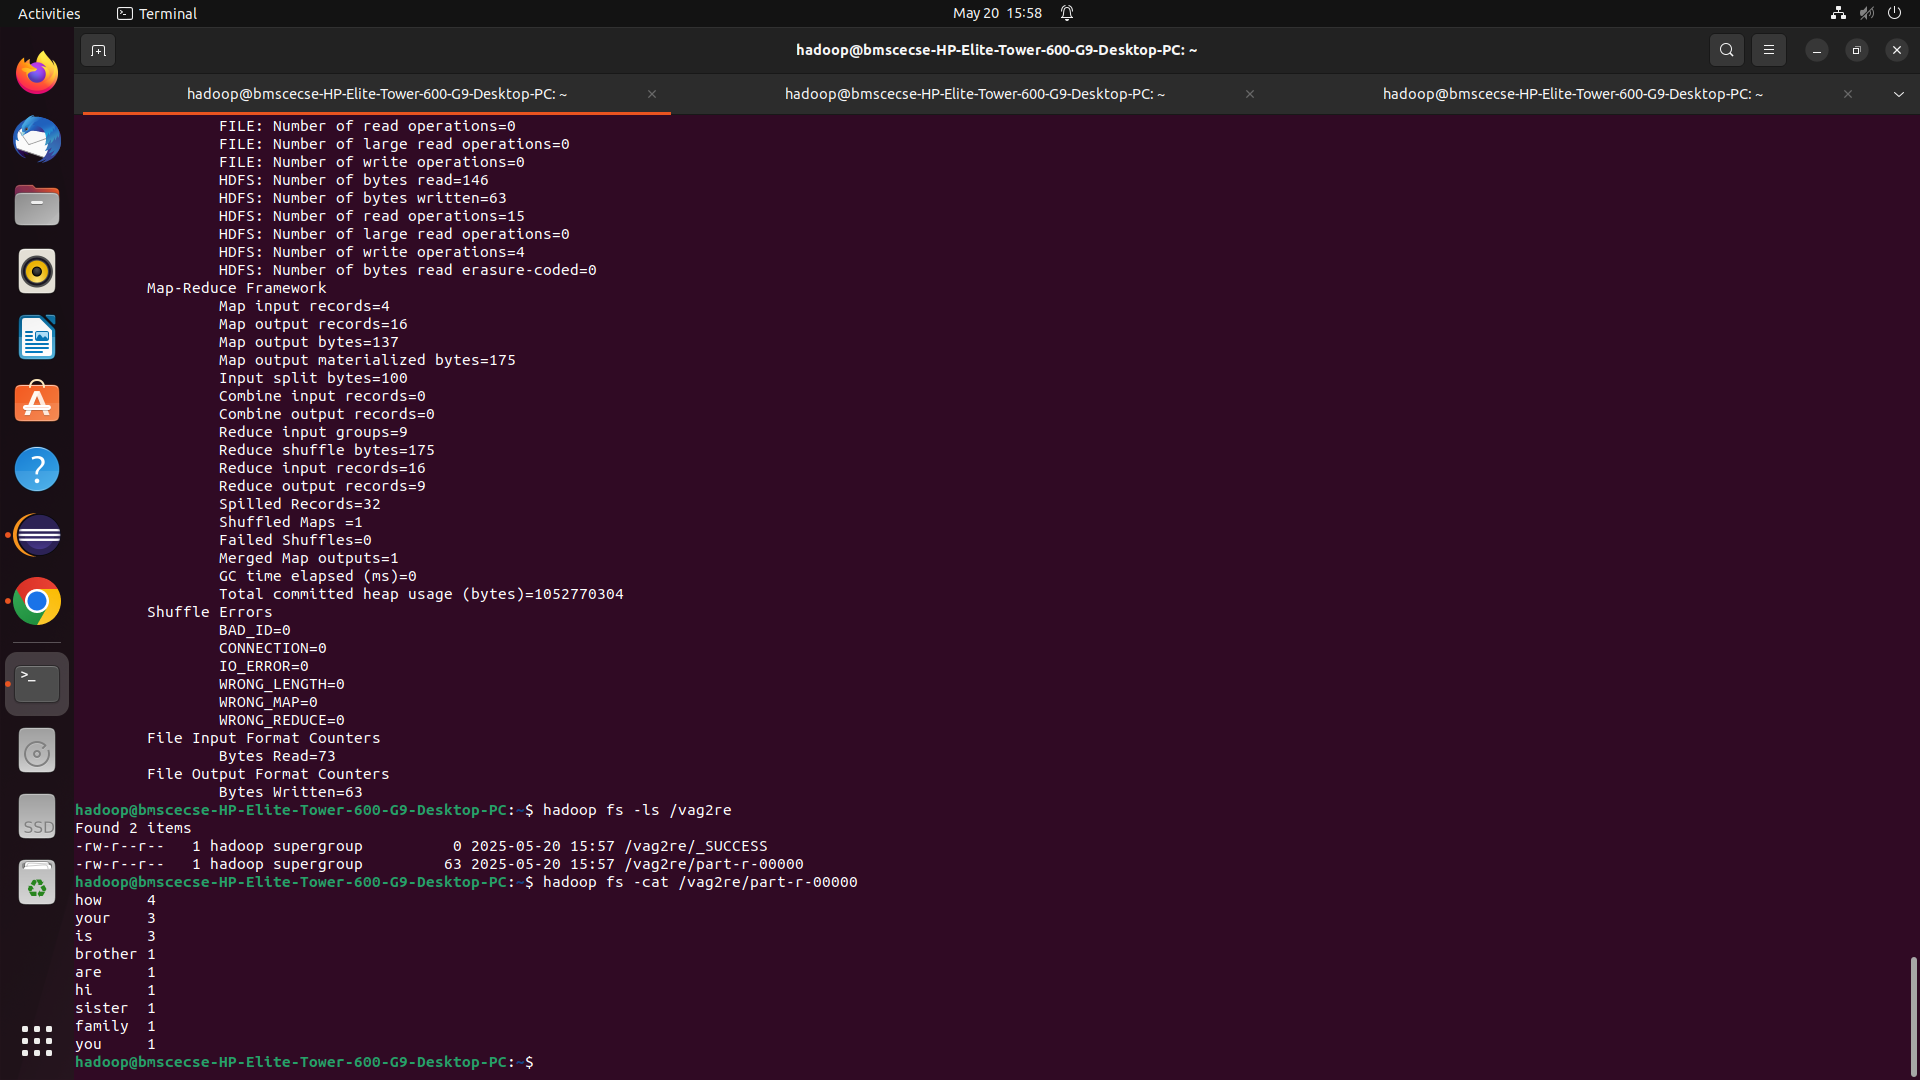 Activities
Terminal
May 20 15:58
hadoop@bmscecse-HP-Elite-Tower-600-G9-Desktop-PC: ~
hadoop@bmscecse-HP-Elite-Tower-600-G9-Desktop-PC: ~
hadoop@bmscecse-HP-Elite-Tower-600-G9-Desktop-PC: ~
hadoop@bmscecse-HP-Elite-Tower-600-G9-Desktop-PC: ~
FILE: Number of read operations=0
FILE: Number of large read operations=0
FILE: Number of write operations=0
HDFS: Number of bytes read=146
HDFS: Number of bytes written=63
HDFS: Number of read operations=15
HDFS: Number of large read operations=0
HDFS: Number of write operations=4
HDFS: Number of bytes read erasure-coded=0
Map-Reduce Framework
Map input records=4
Map output records=16
Map output bytes=137
Map output materialized bytes=175
Input split bytes=100
Combine input records=0
Combine output records=0
Reduce input groups=9
Reduce shuffle bytes=175
Reduce input records=16
Reduce output records=9
Spilled Records=32
Shuffled Maps =1
Failed Shuffles=0
Merged Map outputs=1
GC time elapsed (ms)=0
Total committed heap usage (bytes)=1052770304
Shuffle Errors
BAD_ID=0
CONNECTION=0
IO_ERROR=0
WRONG_LENGTH=0
WRONG_MAP=0
WRONG_REDUCE=0
File Input Format Counters
Bytes Read=73
File Output Format Counters
Bytes Written=63
hadoop@bmscecse-HP-Elite-Tower-600-G9-Desktop-PC:~$ hadoop fs -ls /vag2re
Found 2 items
-rw-r--r--   1 hadoop supergroup          0 2025-05-20 15:57 /vag2re/_SUCCESS
-rw-r--r--   1 hadoop supergroup         63 2025-05-20 15:57 /vag2re/part-r-00000
hadoop@bmscecse-HP-Elite-Tower-600-G9-Desktop-PC:~$ hadoop fs -cat /vag2re/part-r-00000
how     4
your    3
is      3
brother 1
are     1
hi      1
sister  1
family  1
you     1
hadoop@bmscecse-HP-Elite-Tower-600-G9-Desktop-PC:~$
SSD